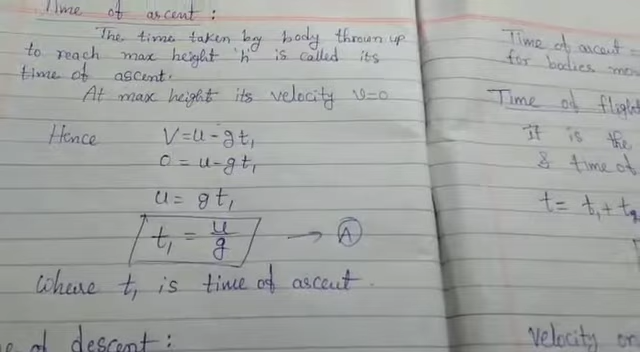 Time of ascent :
The time taken by body thrown up
to reach max height 'h' is called its
time of ascent.
At max height its velocity v=0
Hence V = u - gt₁
0 = u - gt₁
u = gt₁
t₁ = u/g → Ⓐ
Where t₁ is time of ascent.
of descent :
Time of ascent =
for bodies
Time of flight
It is the
& time of
t = t₁ + t₂
Velocity on